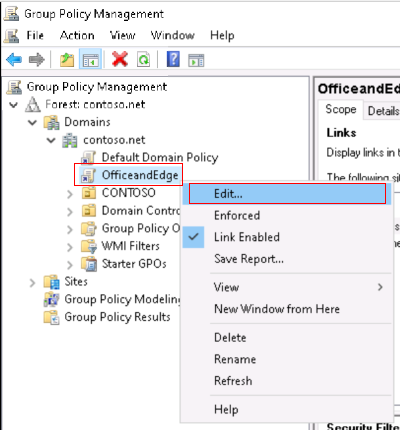 Group Policy Management
File Action View Window Help
Group Policy Management
Forest: contoso.net
Domains
contoso.net
Default Domain Policy
OfficeandEdge
CONTOSO
Domain Contro
Group Policy O
WMI Filters
Starter GPOs
Sites
Group Policy Modeling
Group Policy Results
Edit...
Enforced
Link Enabled
Save Report...
View
New Window from Here
Delete
Rename
Refresh
Help
OfficeandEdg
Scope Details
Links
Display links in t
The following sit
Security Filte